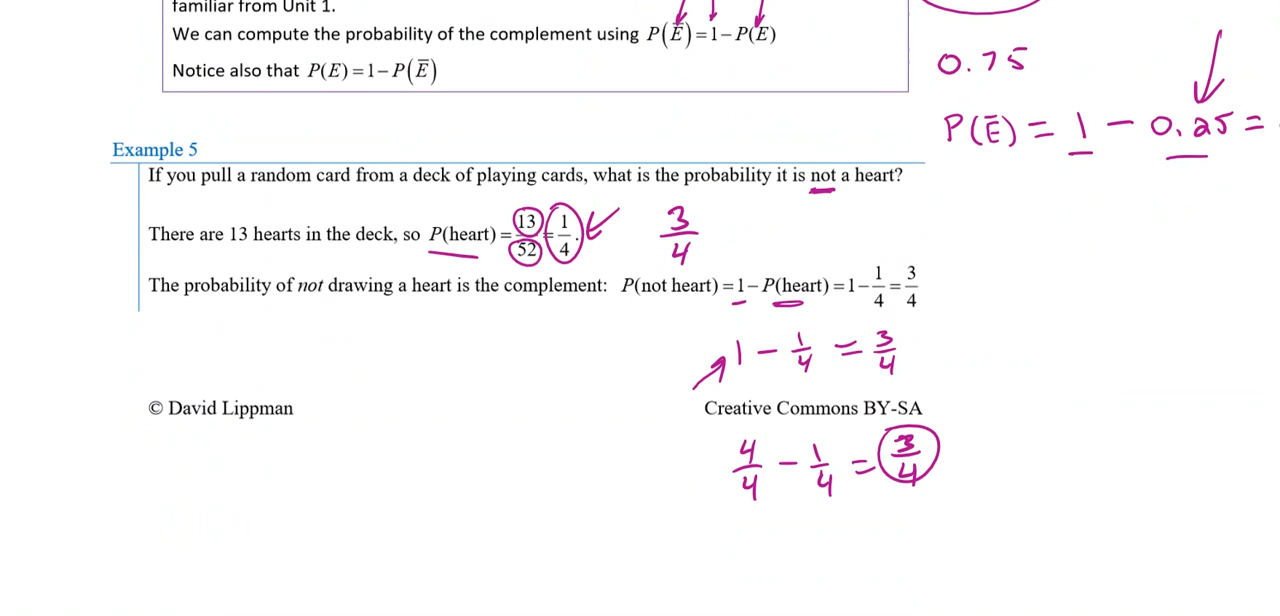 familiar from Unit 1.
We can compute the probability of the complement using P(E̅) = 1 − P(E)
Notice also that P(E) = 1 − P(E̅)
0.75
P(E̅) = 1 − 0.25 =
Example 5
If you pull a random card from a deck of playing cards, what is the probability it is not a heart?
There are 13 hearts in the deck, so P(heart) = 13/52 = 1/4. 3/4
The probability of not drawing a heart is the complement: P(not heart) = 1 − P(heart) = 1 − 1/4 = 3/4
1 − 1/4 = 3/4
© David Lippman Creative Commons BY-SA
4/4 − 1/4 = 3/4